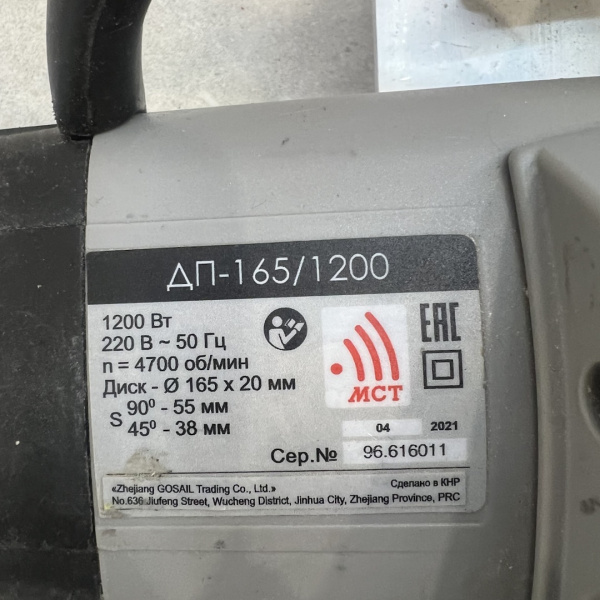 ДП-165/1200
1200 Вт
220 В ~ 50 Гц
n = 4700 об/мин
Диск - Ø 165 x 20 мм
S 90⁰ - 55 мм
45⁰ - 38 мм
МСТ
ЕАС
04 2021
Сер.№ 96.616011
«Zhejiang GOSAIL Trading Co., Ltd.» Сделано в КНР
No.636 Jiufeng Street, Wucheng District, Jinhua City, Zhejiang Province, PRC